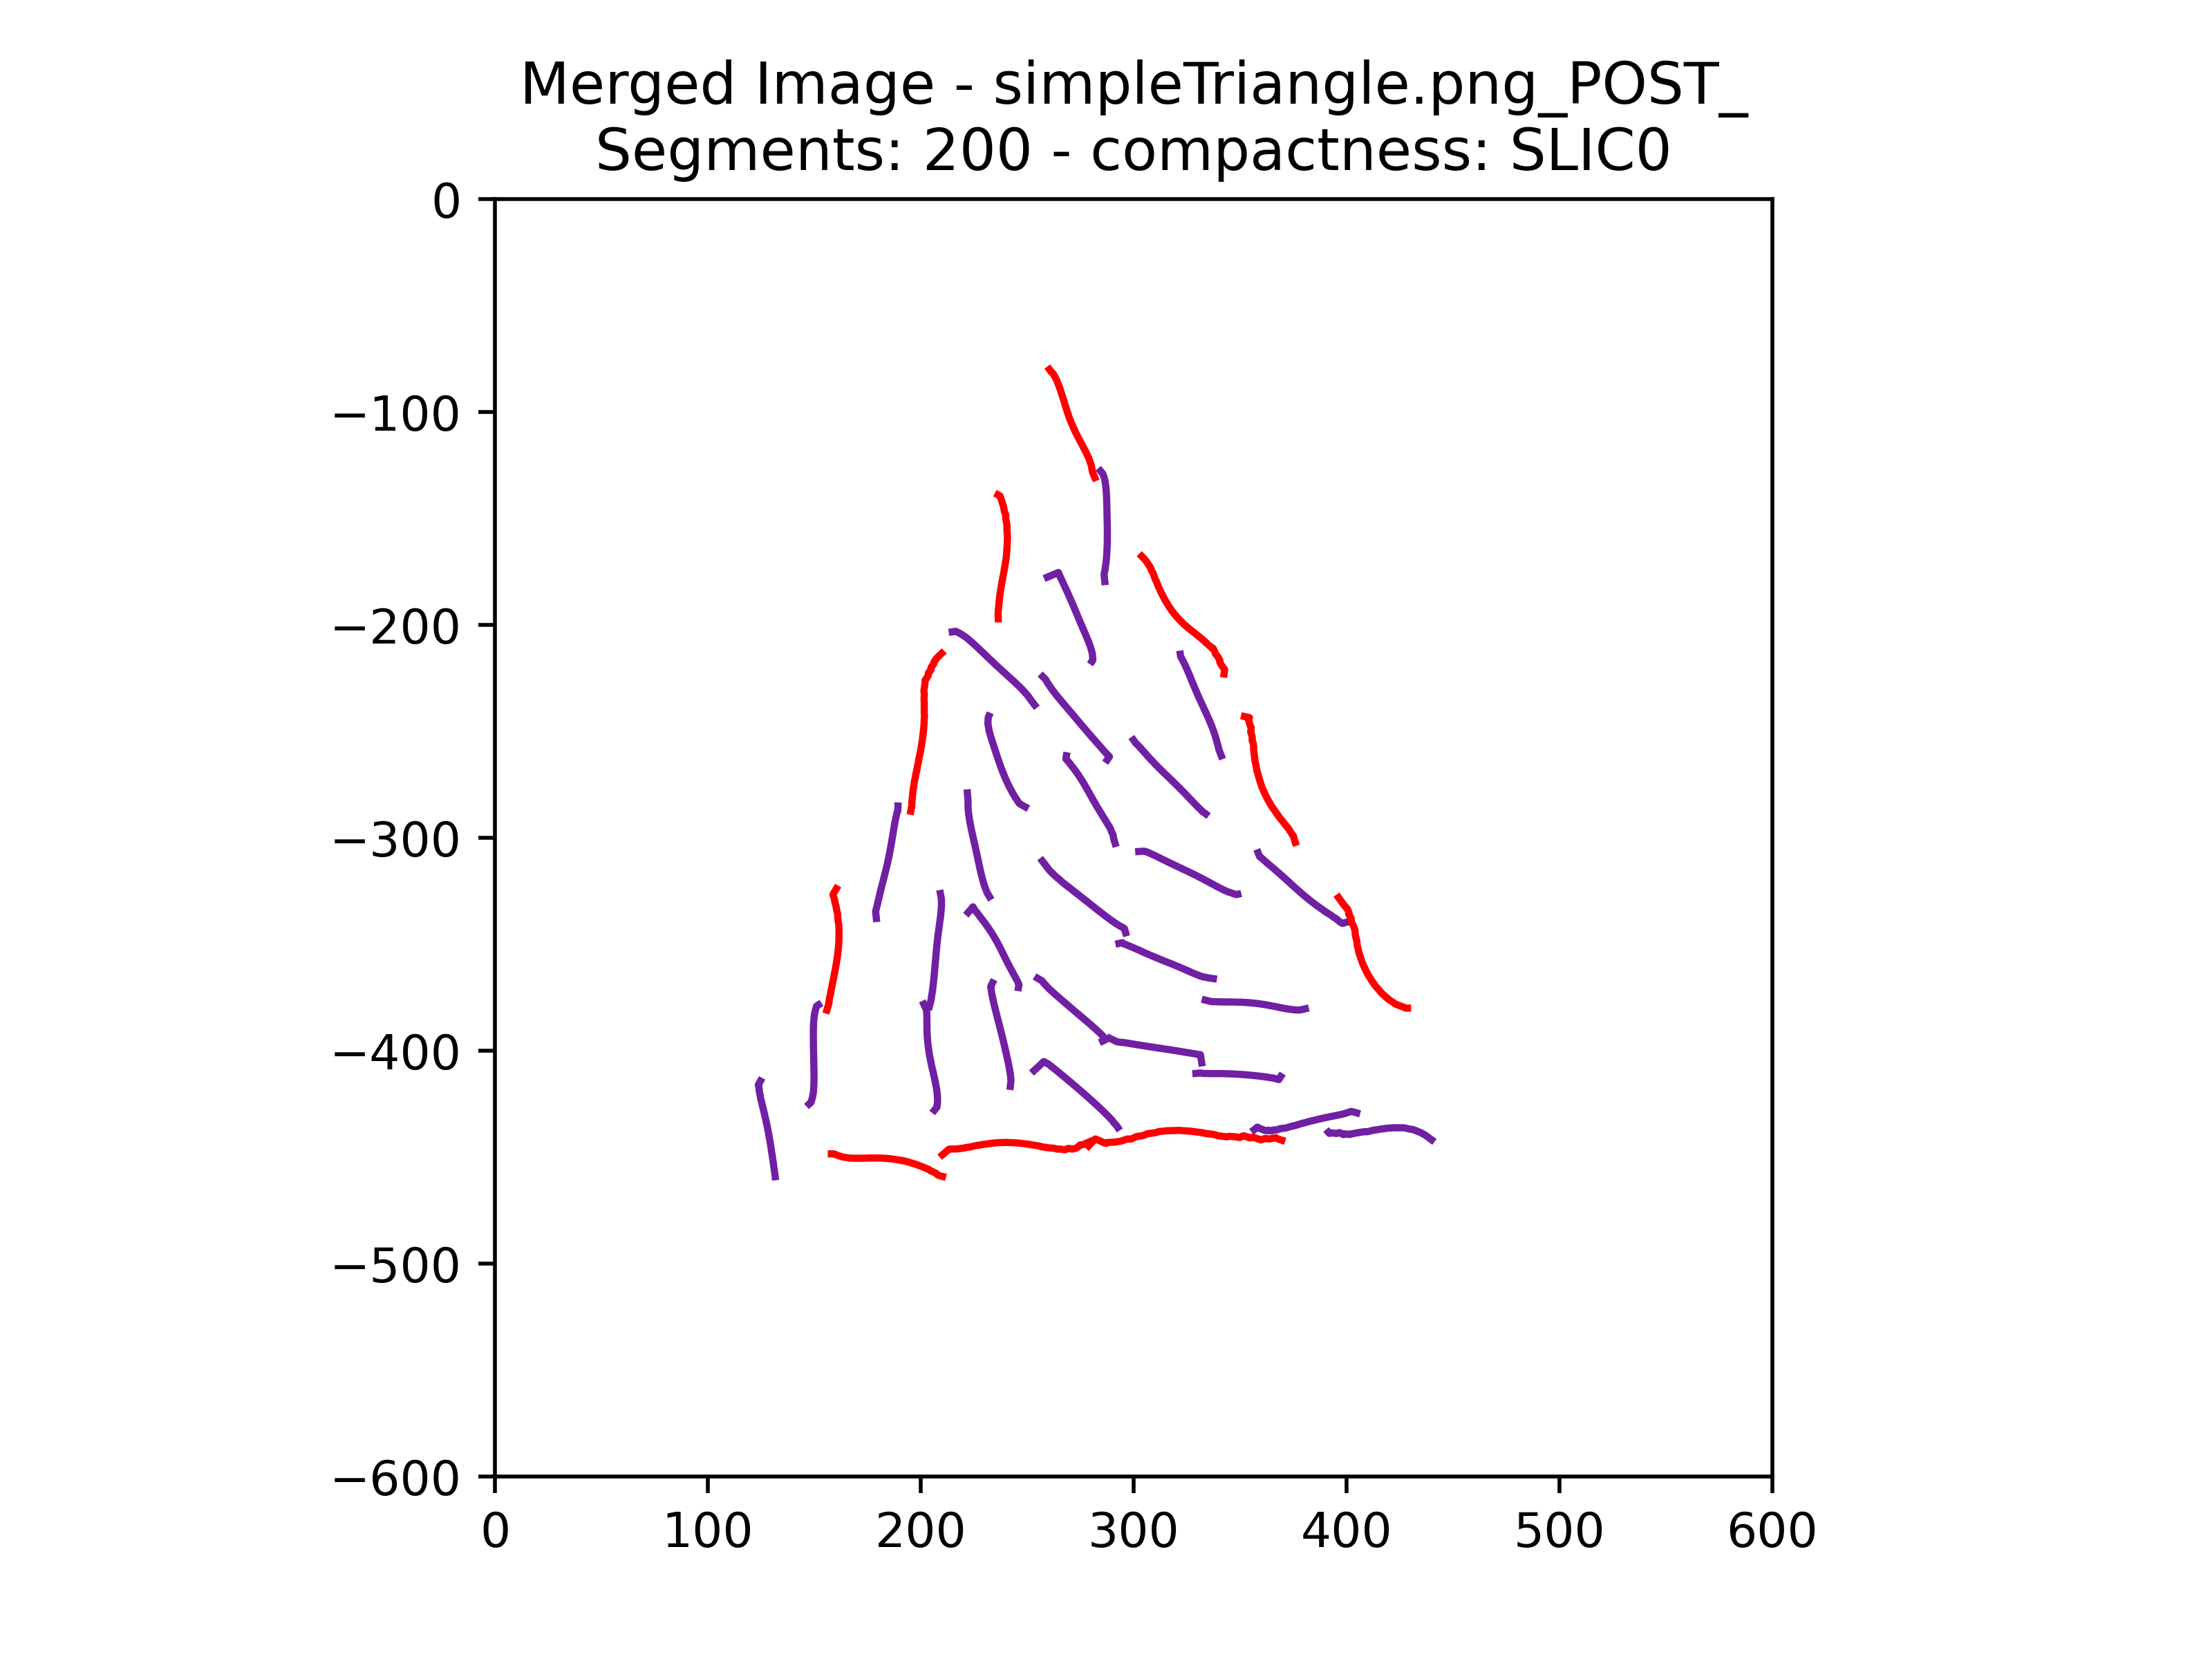 Merged Image - simpleTriangle.png_POST_
Segments: 200 - compactness: SLIC0
0
−100
−200
−300
−400
−500
−600
0 100 200 300 400 500 600